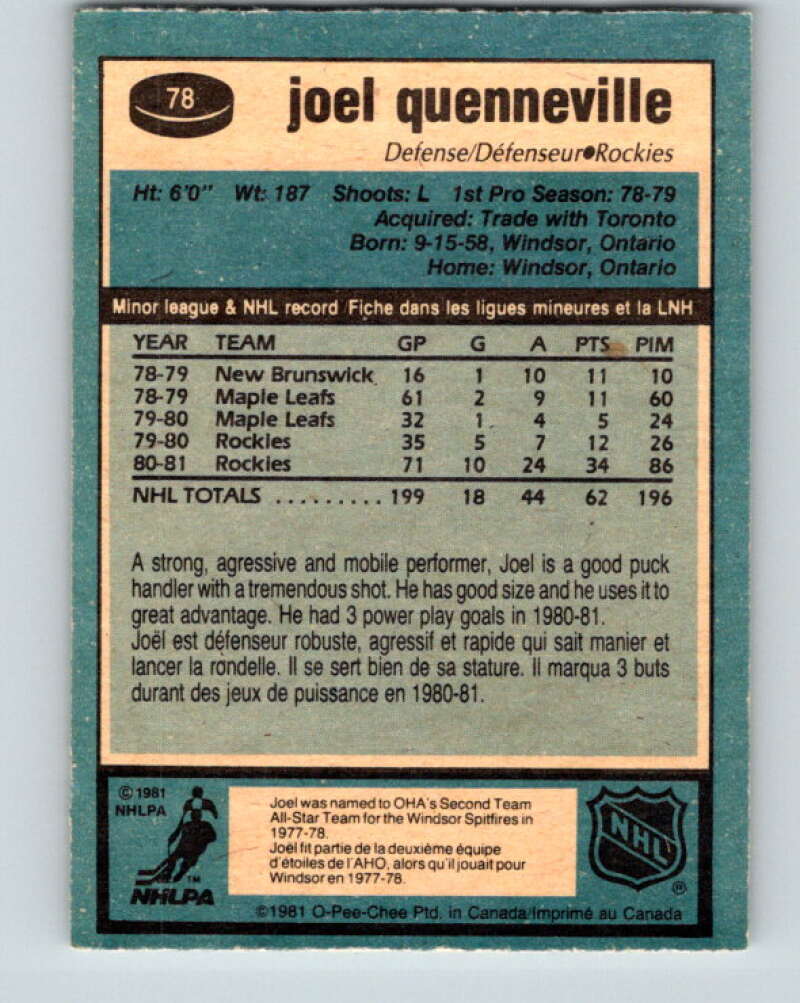 78
joel quenneville
Defense/Défenseur●Rockies
Ht: 6'0" Wt: 187 Shoots: L 1st Pro Season: 78-79
Acquired: Trade with Toronto
Born: 9-15-58, Windsor, Ontario
Home: Windsor, Ontario
Minor league & NHL record/Fiche dans les ligues mineures et la LNH
YEAR TEAM GP G A PTS PIM
78-79 New Brunswick 16 1 10 11 10
78-79 Maple Leafs 61 2 9 11 60
79-80 Maple Leafs 32 1 4 5 24
79-80 Rockies 35 5 7 12 26
80-81 Rockies 71 10 24 34 86
NHL TOTALS ......... 199 18 44 62 196
A strong, agressive and mobile performer, Joel is a good puck
handler with a tremendous shot. He has good size and he uses it to
great advantage. He had 3 power play goals in 1980-81.
Joël est défenseur robuste, agressif et rapide qui sait manier et
lancer la rondelle. Il se sert bien de sa stature. Il marqua 3 buts
durant des jeux de puissance en 1980-81.
© 1981
NHLPA
TM
NHLPA
Joel was named to OHA's Second Team
All-Star Team for the Windsor Spitfires in
1977-78.
Joël fit partie de la deuxième équipe
d'étoiles de l'AHO, alors qu'il jouait pour
Windsor en 1977-78.
NHL
®
©1981 O-Pee-Chee Ptd. in Canada/Imprimé au Canada